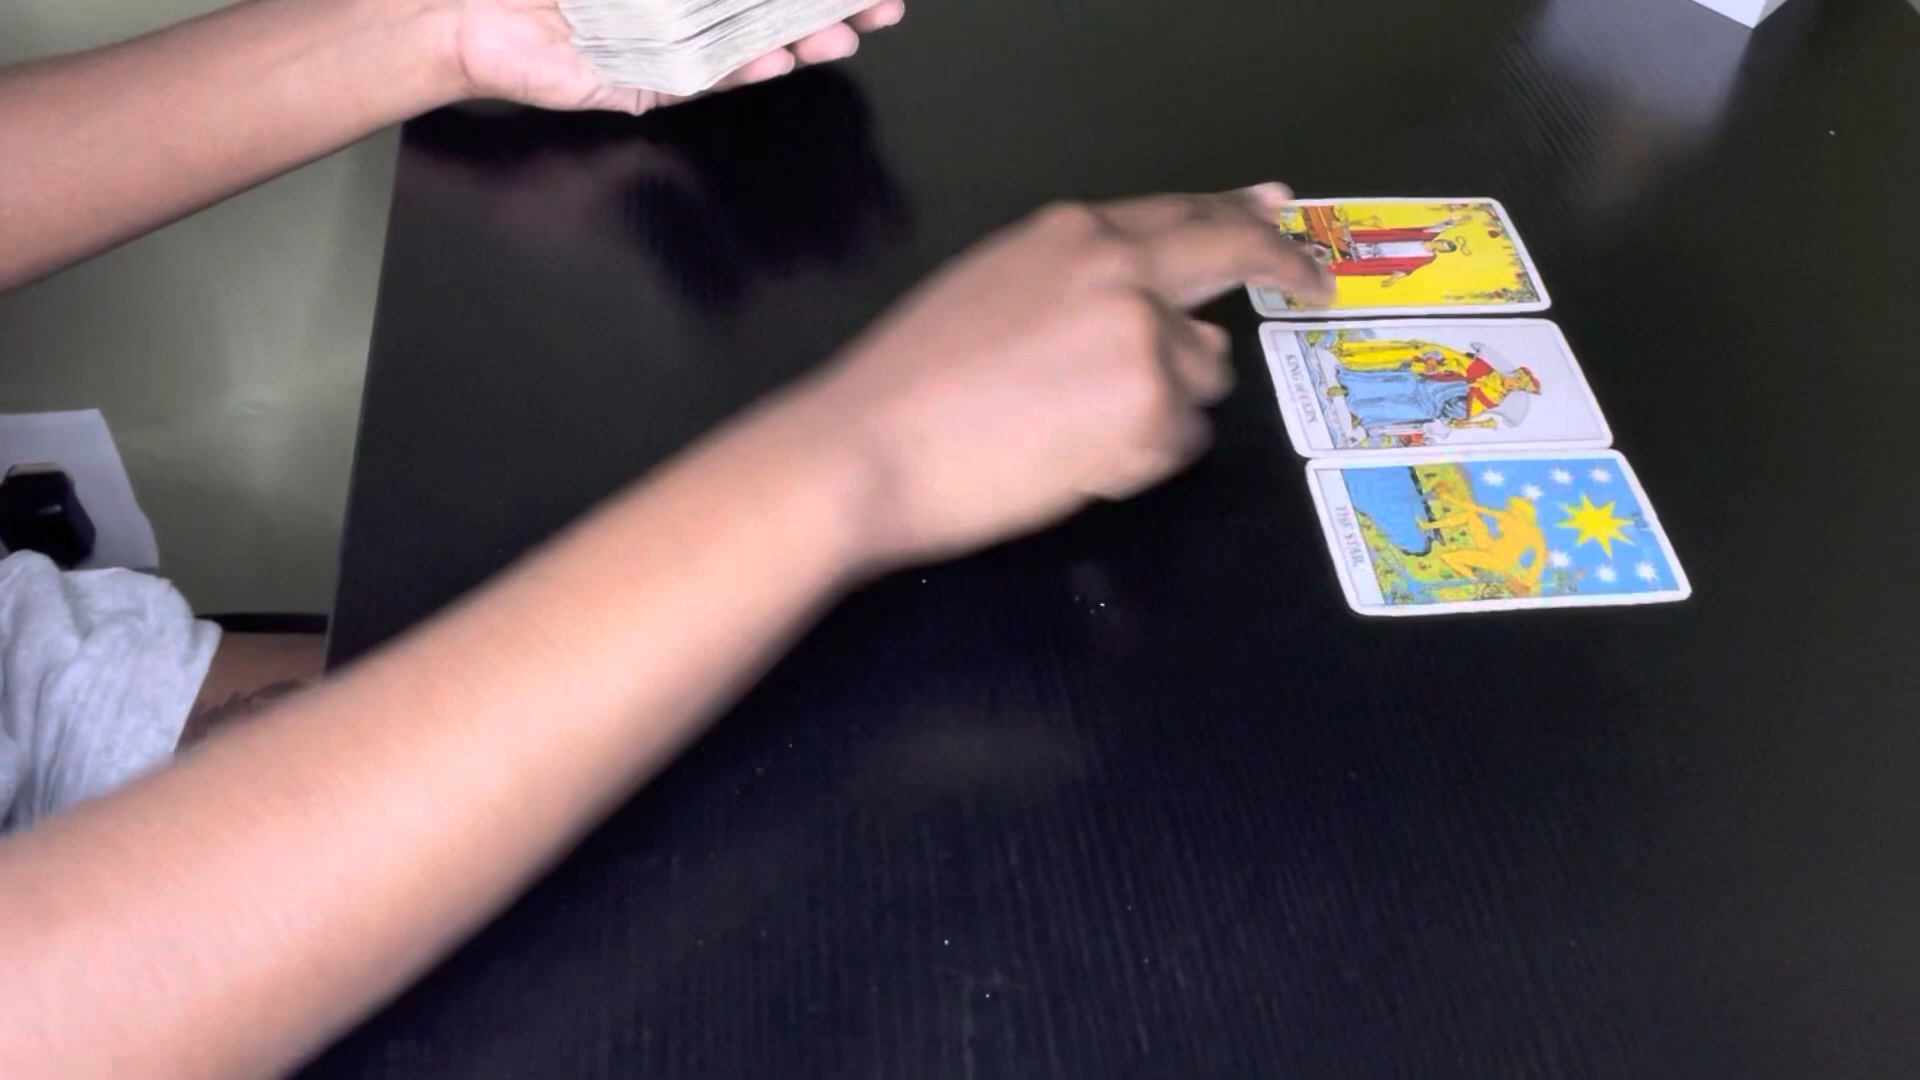 KING of CUPS.
THE STAR.